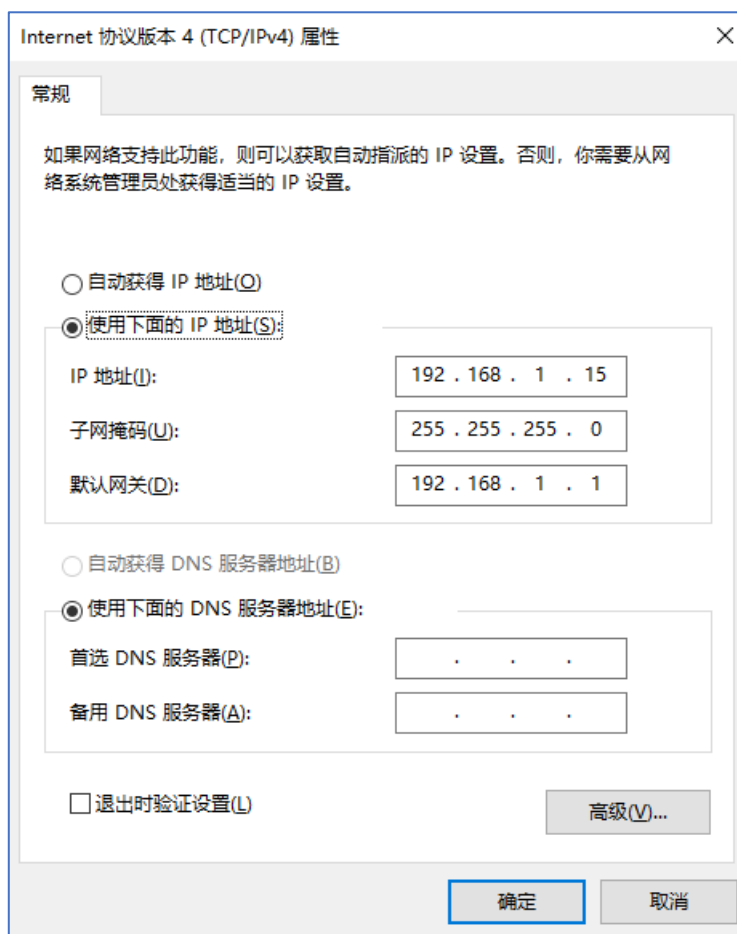 Internet 协议版本 4 (TCP/IPv4) 属性
常规
如果网络支持此功能，则可以获取自动指派的 IP 设置。否则，你需要从网
络系统管理员处获得适当的 IP 设置。
自动获得 IP 地址(O)
使用下面的 IP 地址(S):
IP 地址(I): 192 . 168 . 1 . 15
子网掩码(U): 255 . 255 . 255 . 0
默认网关(D): 192 . 168 . 1 . 1
自动获得 DNS 服务器地址(B)
使用下面的 DNS 服务器地址(E):
首选 DNS 服务器(P): . . .
备用 DNS 服务器(A): . . .
退出时验证设置(L)
高级(V)...
确定 取消